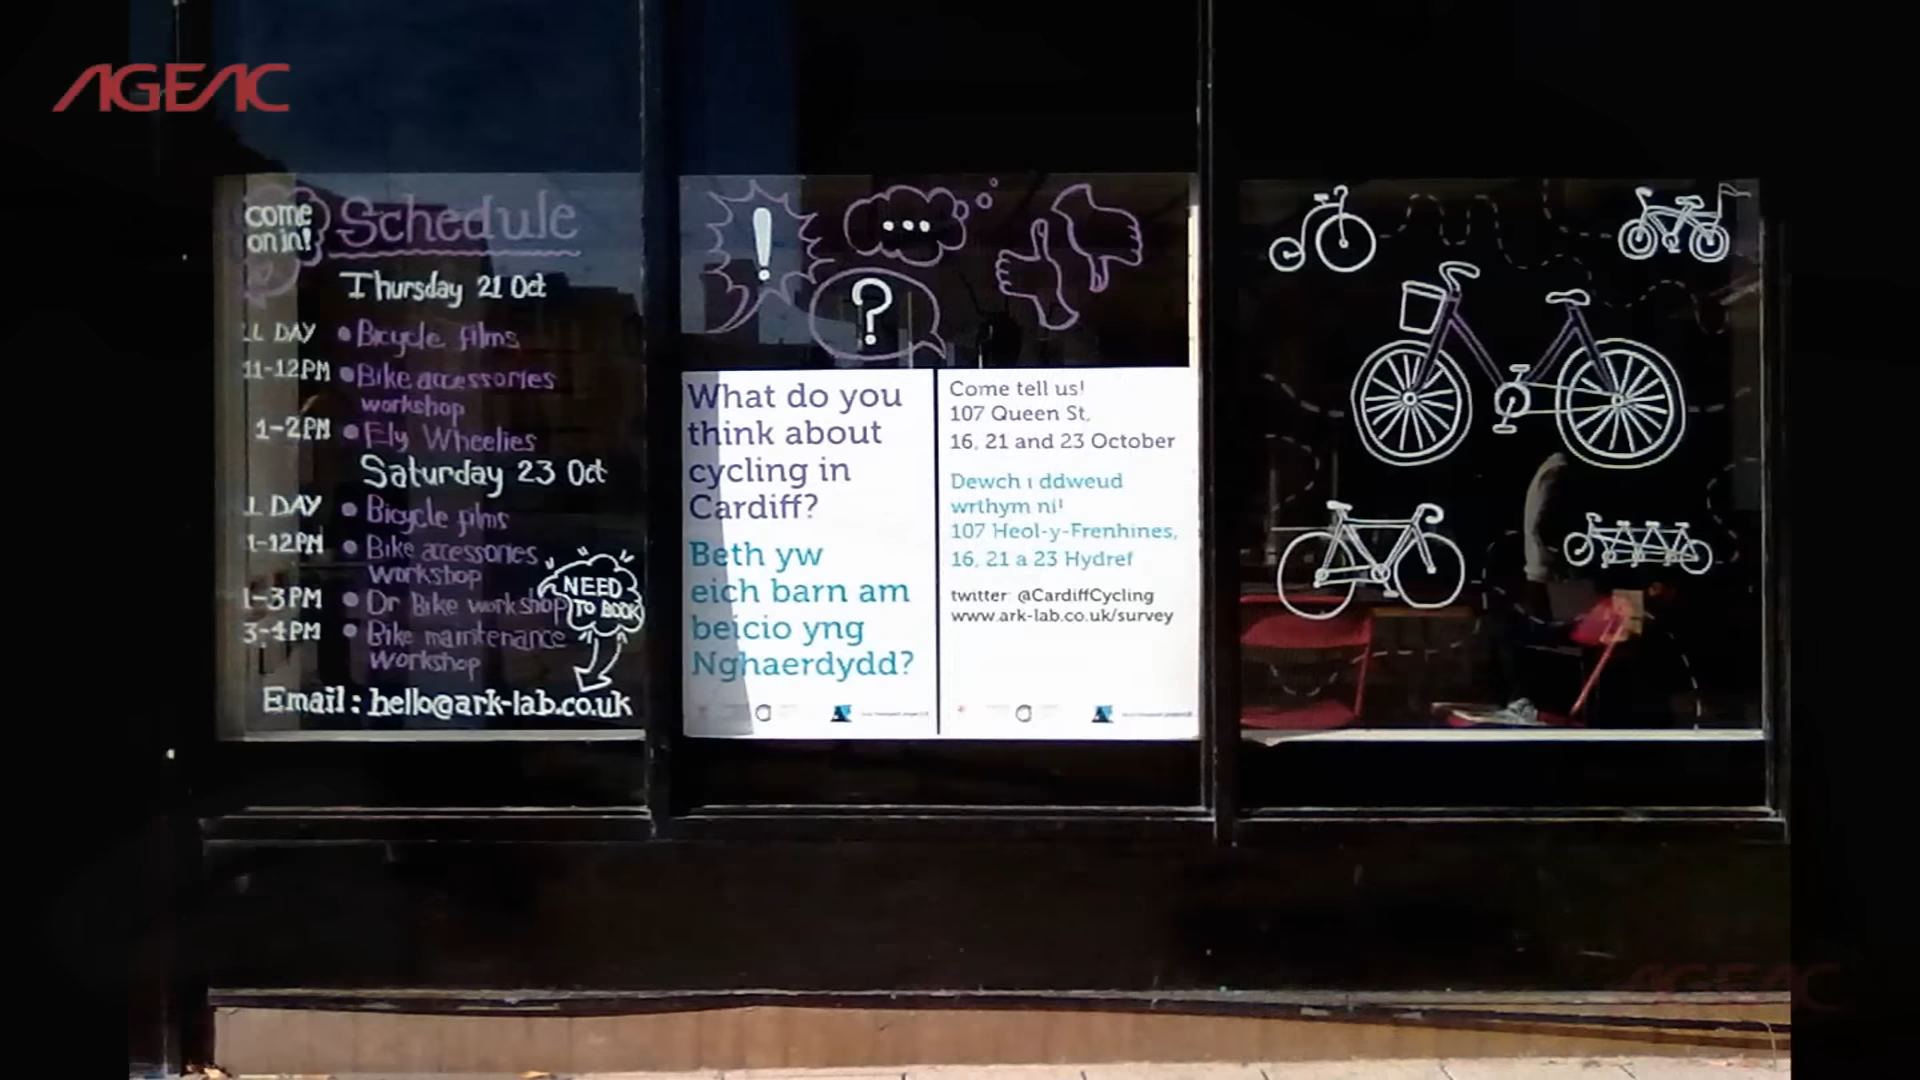 AGEAC
come
on in!
Schedule
Thursday 21 Oct
LL DAY • Bicycle films
11-12PM • Bike accessories
workshop
1-2PM • Ely Wheelies
Saturday 23 Oct
L DAY • Bicycle films
1-12PM • Bike accessories
Workshop
1-3PM • Dr Bike workshop
3-4PM • Bike maintenance
Workshop
NEED
TO BOOK
Email: hello@ark-lab.co.uk
!
...
?
What do you
think about
cycling in
Cardiff?
Beth yw
eich barn am
beicio yng
Nghaerdydd?
Come tell us!
107 Queen St,
16, 21 and 23 October
Dewch i ddweud
wrthym ni!
107 Heol-y-Frenhines,
16, 21 a 23 Hydref
twitter: @CardiffCycling
www.ark-lab.co.uk/survey
AGEAC